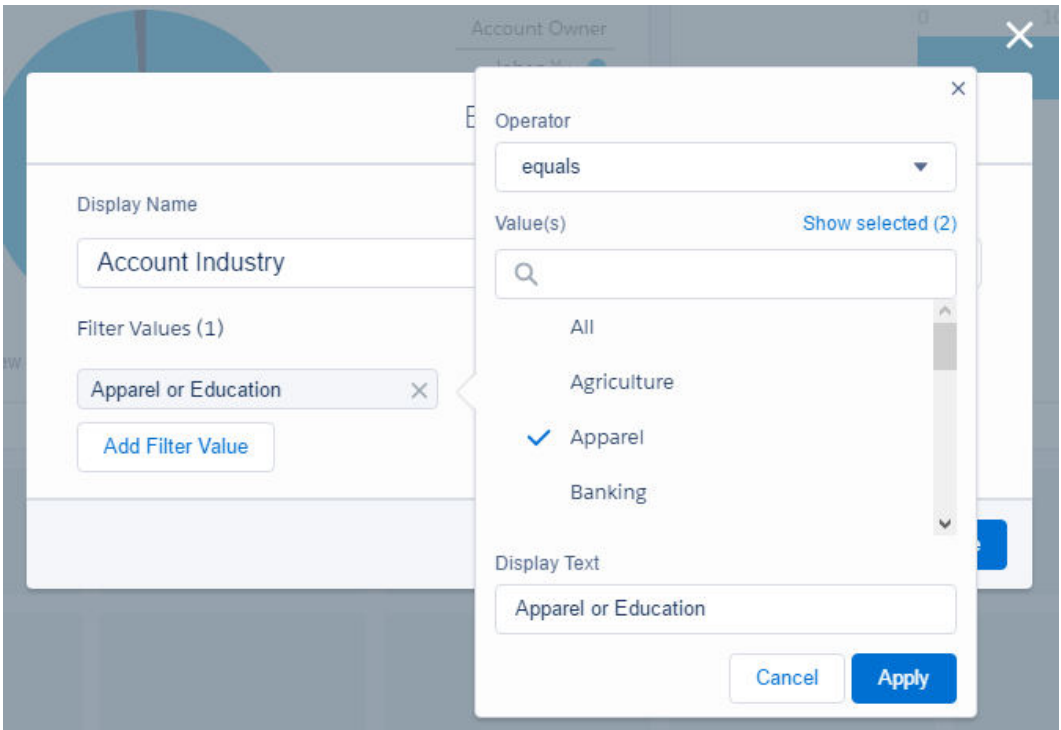 Account Owner
Operator
equals
Display Name
Value(s)
Show selected (2)
Account Industry
All
Filter Values (1)
Agriculture
Apparel or Education
Apparel
Add Filter Value
Banking
Display Text
Apparel or Education
Cancel
Apply